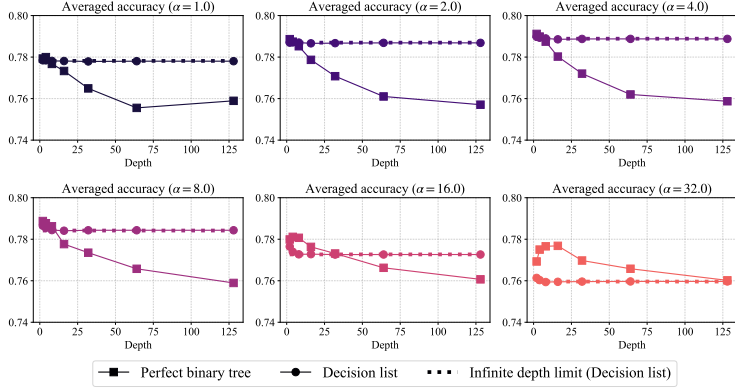 Averaged accuracy (α = 1.0)
Averaged accuracy (α = 2.0)
Averaged accuracy (α = 4.0)
0.80
0.78
0.76
0.74
0 25 50 75 100 125
Depth
0.80
0.78
0.76
0.74
0 25 50 75 100 125
Depth
0.80
0.78
0.76
0.74
0 25 50 75 100 125
Depth
Averaged accuracy (α = 8.0)
Averaged accuracy (α = 16.0)
Averaged accuracy (α = 32.0)
0.80
0.78
0.76
0.74
0 25 50 75 100 125
Depth
0.80
0.78
0.76
0.74
0 25 50 75 100 125
Depth
0.80
0.78
0.76
0.74
0 25 50 75 100 125
Depth
Perfect binary tree
Decision list
Infinite depth limit (Decision list)